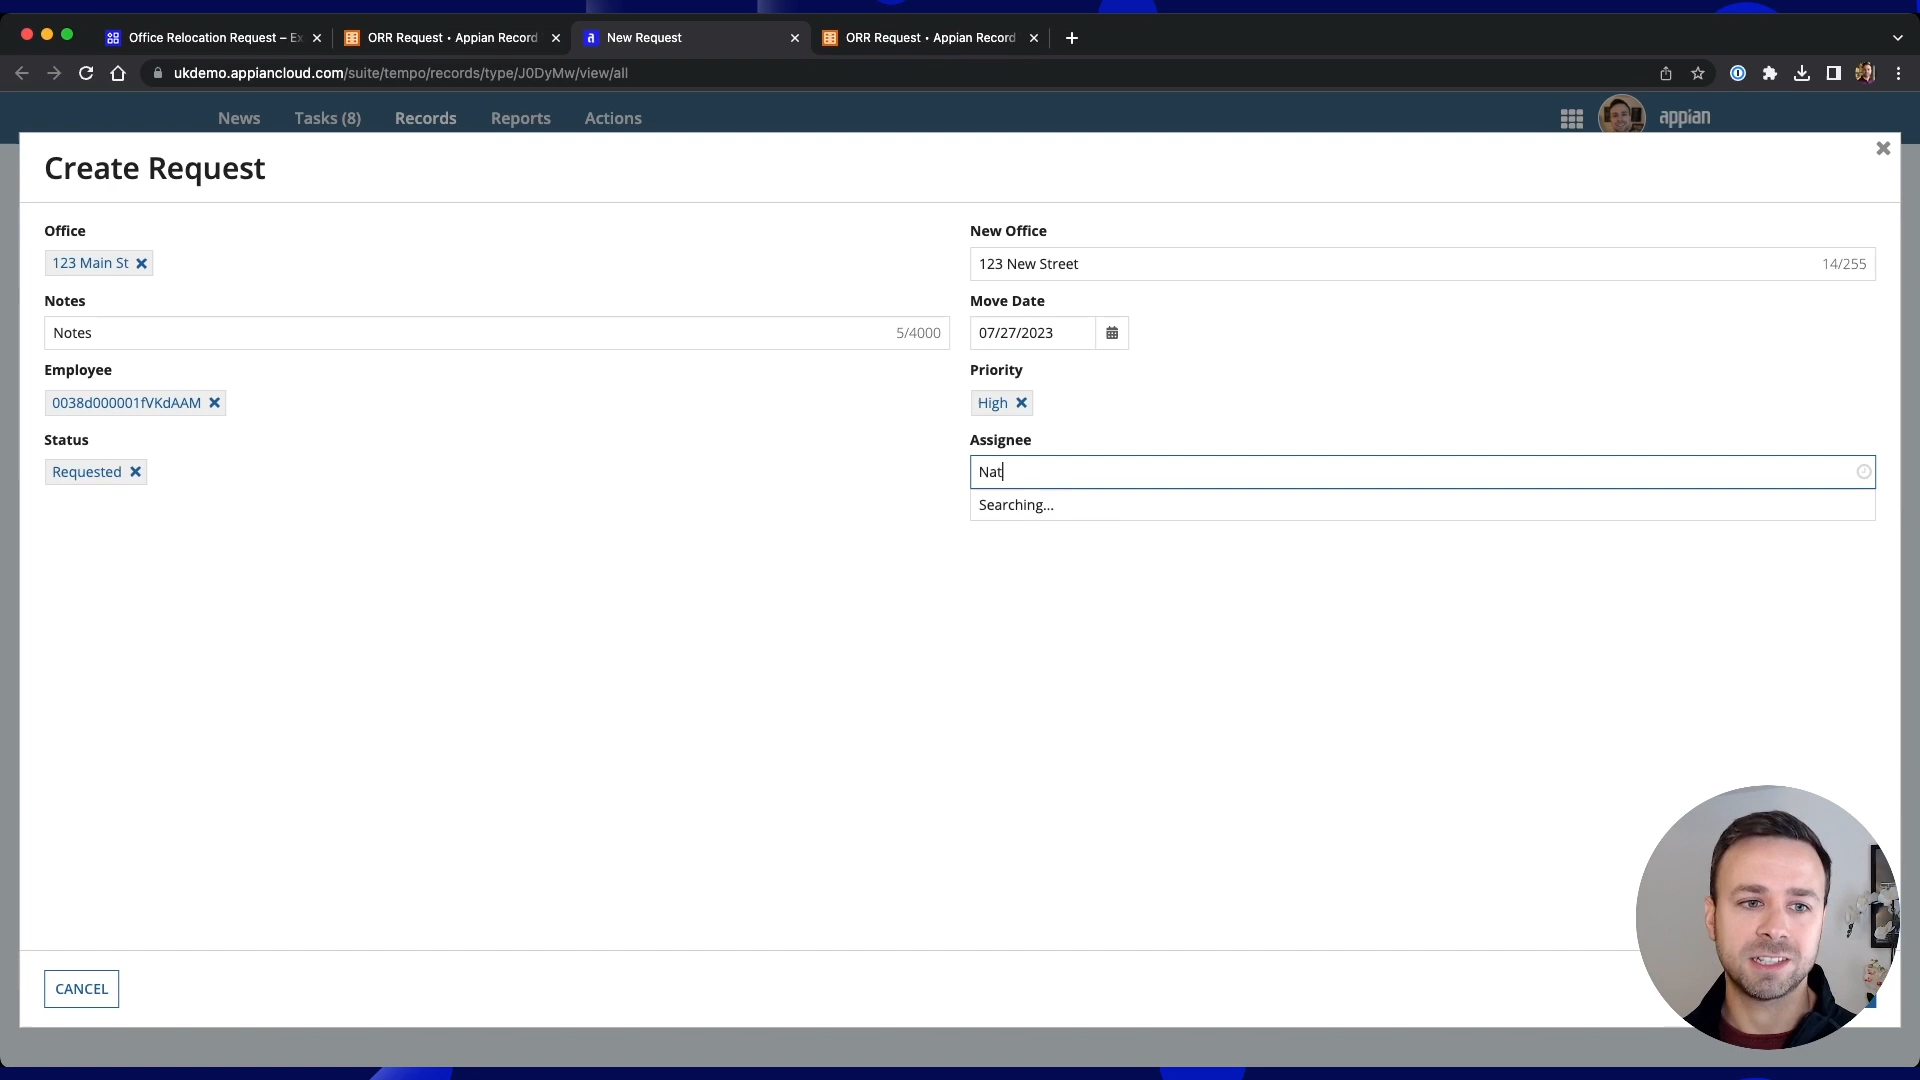 Office Relocation Request – Ex
ORR Request • Appian Record
New Request
ORR Request • Appian Record
ukdemo.appiancloud.com/suite/tempo/records/type/J0DyMw/view/all
News
Tasks (8)
Records
Reports
Actions
appian
Create Request
Office
123 Main St
New Office
123 New Street
14/255
Notes
Notes
5/4000
Move Date
07/27/2023
Employee
0038d000001fVKdAAM
Priority
High
Status
Requested
Assignee
Nat
Searching...
CANCEL